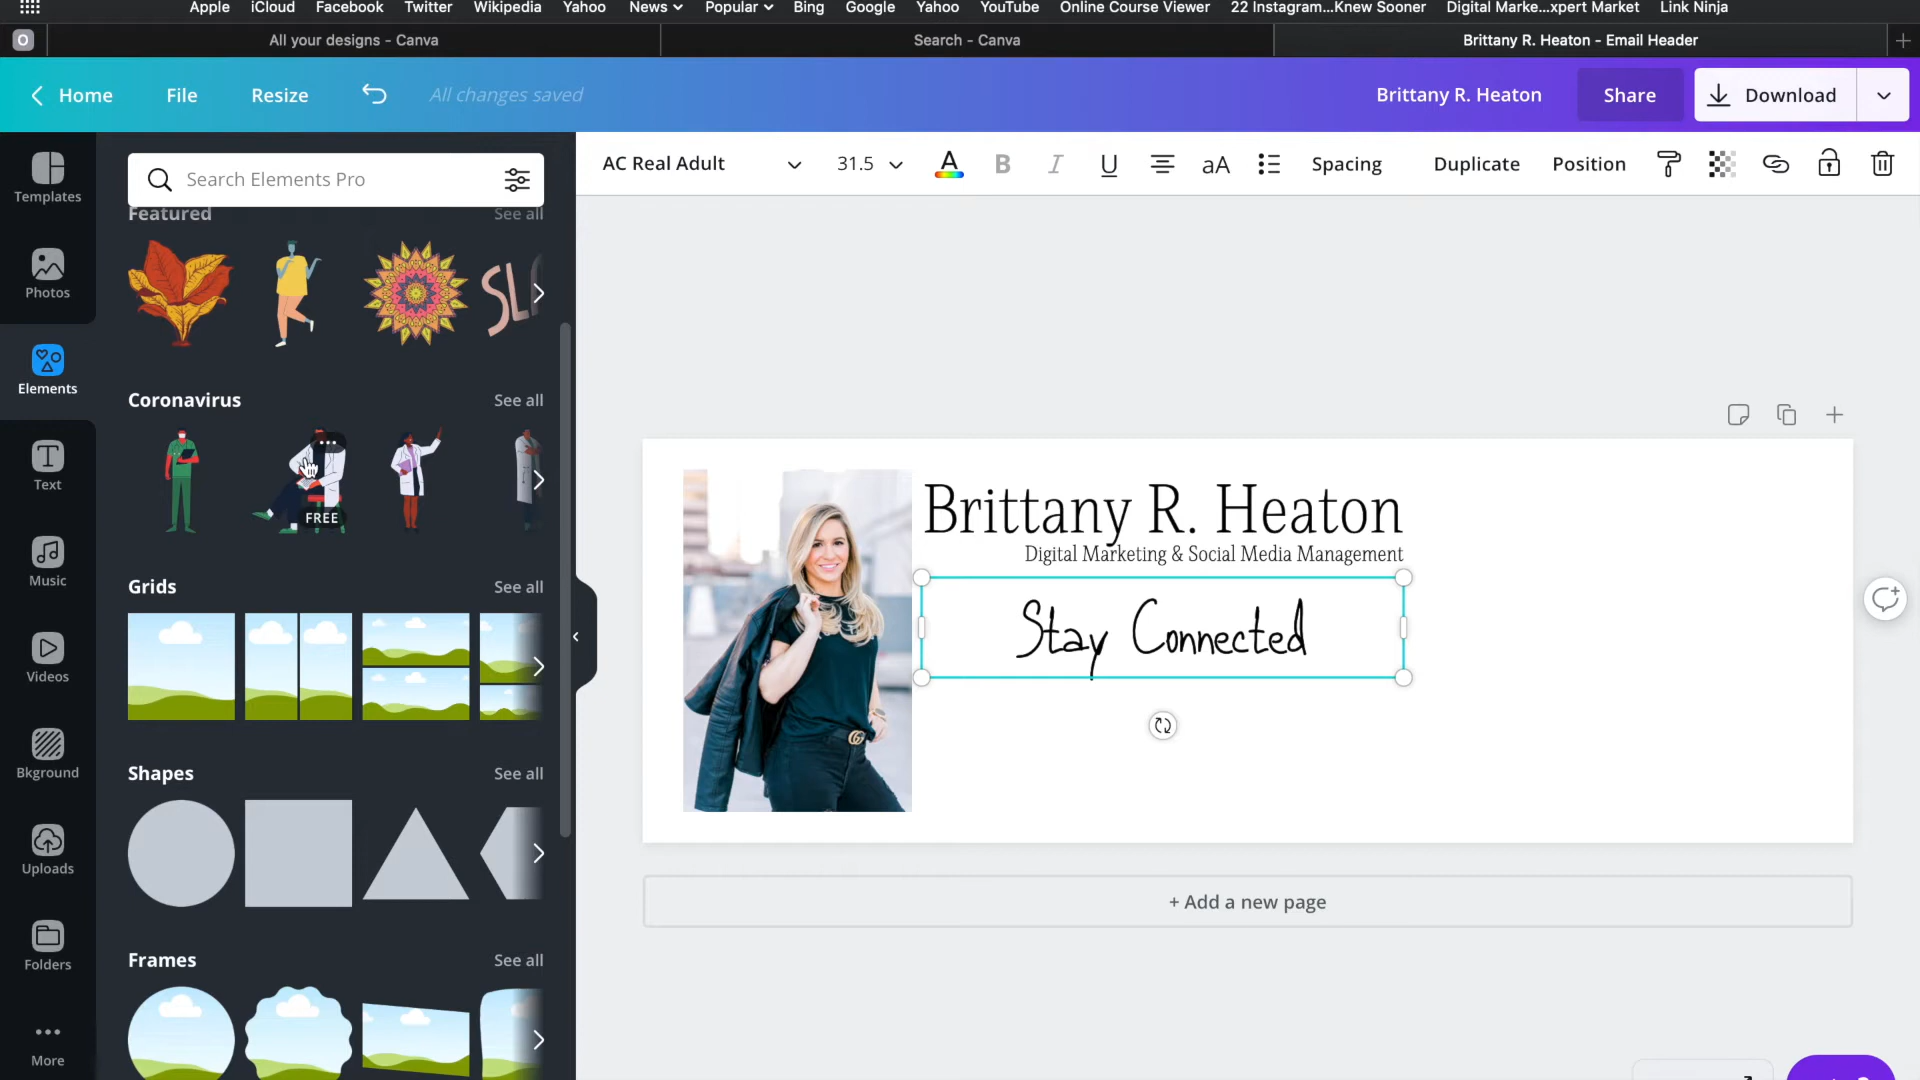 Apple iCloud Facebook Twitter Wikipedia Yahoo News Popular Bing Google Yahoo YouTube Online Course Viewer 22 Instagram...Knew Sooner Digital Marke...xpert Market Link Ninja
O All your designs - Canva Search - Canva Brittany R. Heaton - Email Header
Home File Resize All changes saved Brittany R. Heaton Share Download
AC Real Adult 31.5 A B I U aA Spacing Duplicate Position
Search Elements Pro
Templates
Photos
Elements
Text
Music
Videos
Bkground
Uploads
Folders
More
Featured See all
Coronavirus See all
FREE
Grids See all
Shapes See all
Frames See all
Brittany R. Heaton
Digital Marketing & Social Media Management
Stay Connected
+ Add a new page